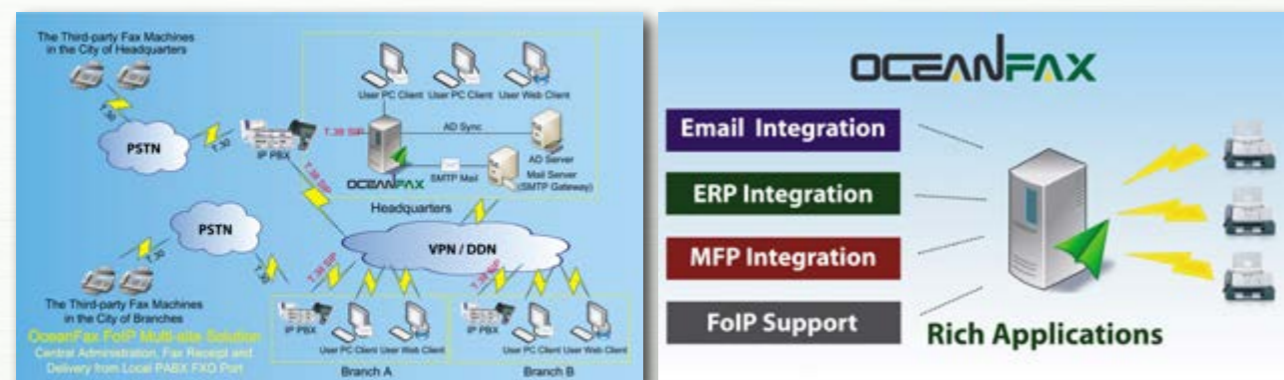 The Third-party Fax Machines
in the City of Headquarters
T.30
PSTN
T.30
IP PBX
T.38 SIP
T.38 SIP
User PC Client
User PC Client
User Web Client
AD Sync
AD Server
OCEANFAX
SMTP Mail
Mail Server
(SMTP Gateway)
Headquarters
VPN / DDN
PSTN
T.30
T.30
T.38 SIP
T.38 SIP
The Third-party Fax Machines
in the City of Branches
IP PBX
User PC Client
User Web Client
Branch A
IP PBX
User PC Client
User Web Client
Branch B
OceanFax FoIP Multi-site Solution
Central Administration, Fax Receipt and
Delivery from Local PABX FXO Port
OCEANFAX
Email Integration
ERP Integration
MFP Integration
FoIP Support
Rich Applications